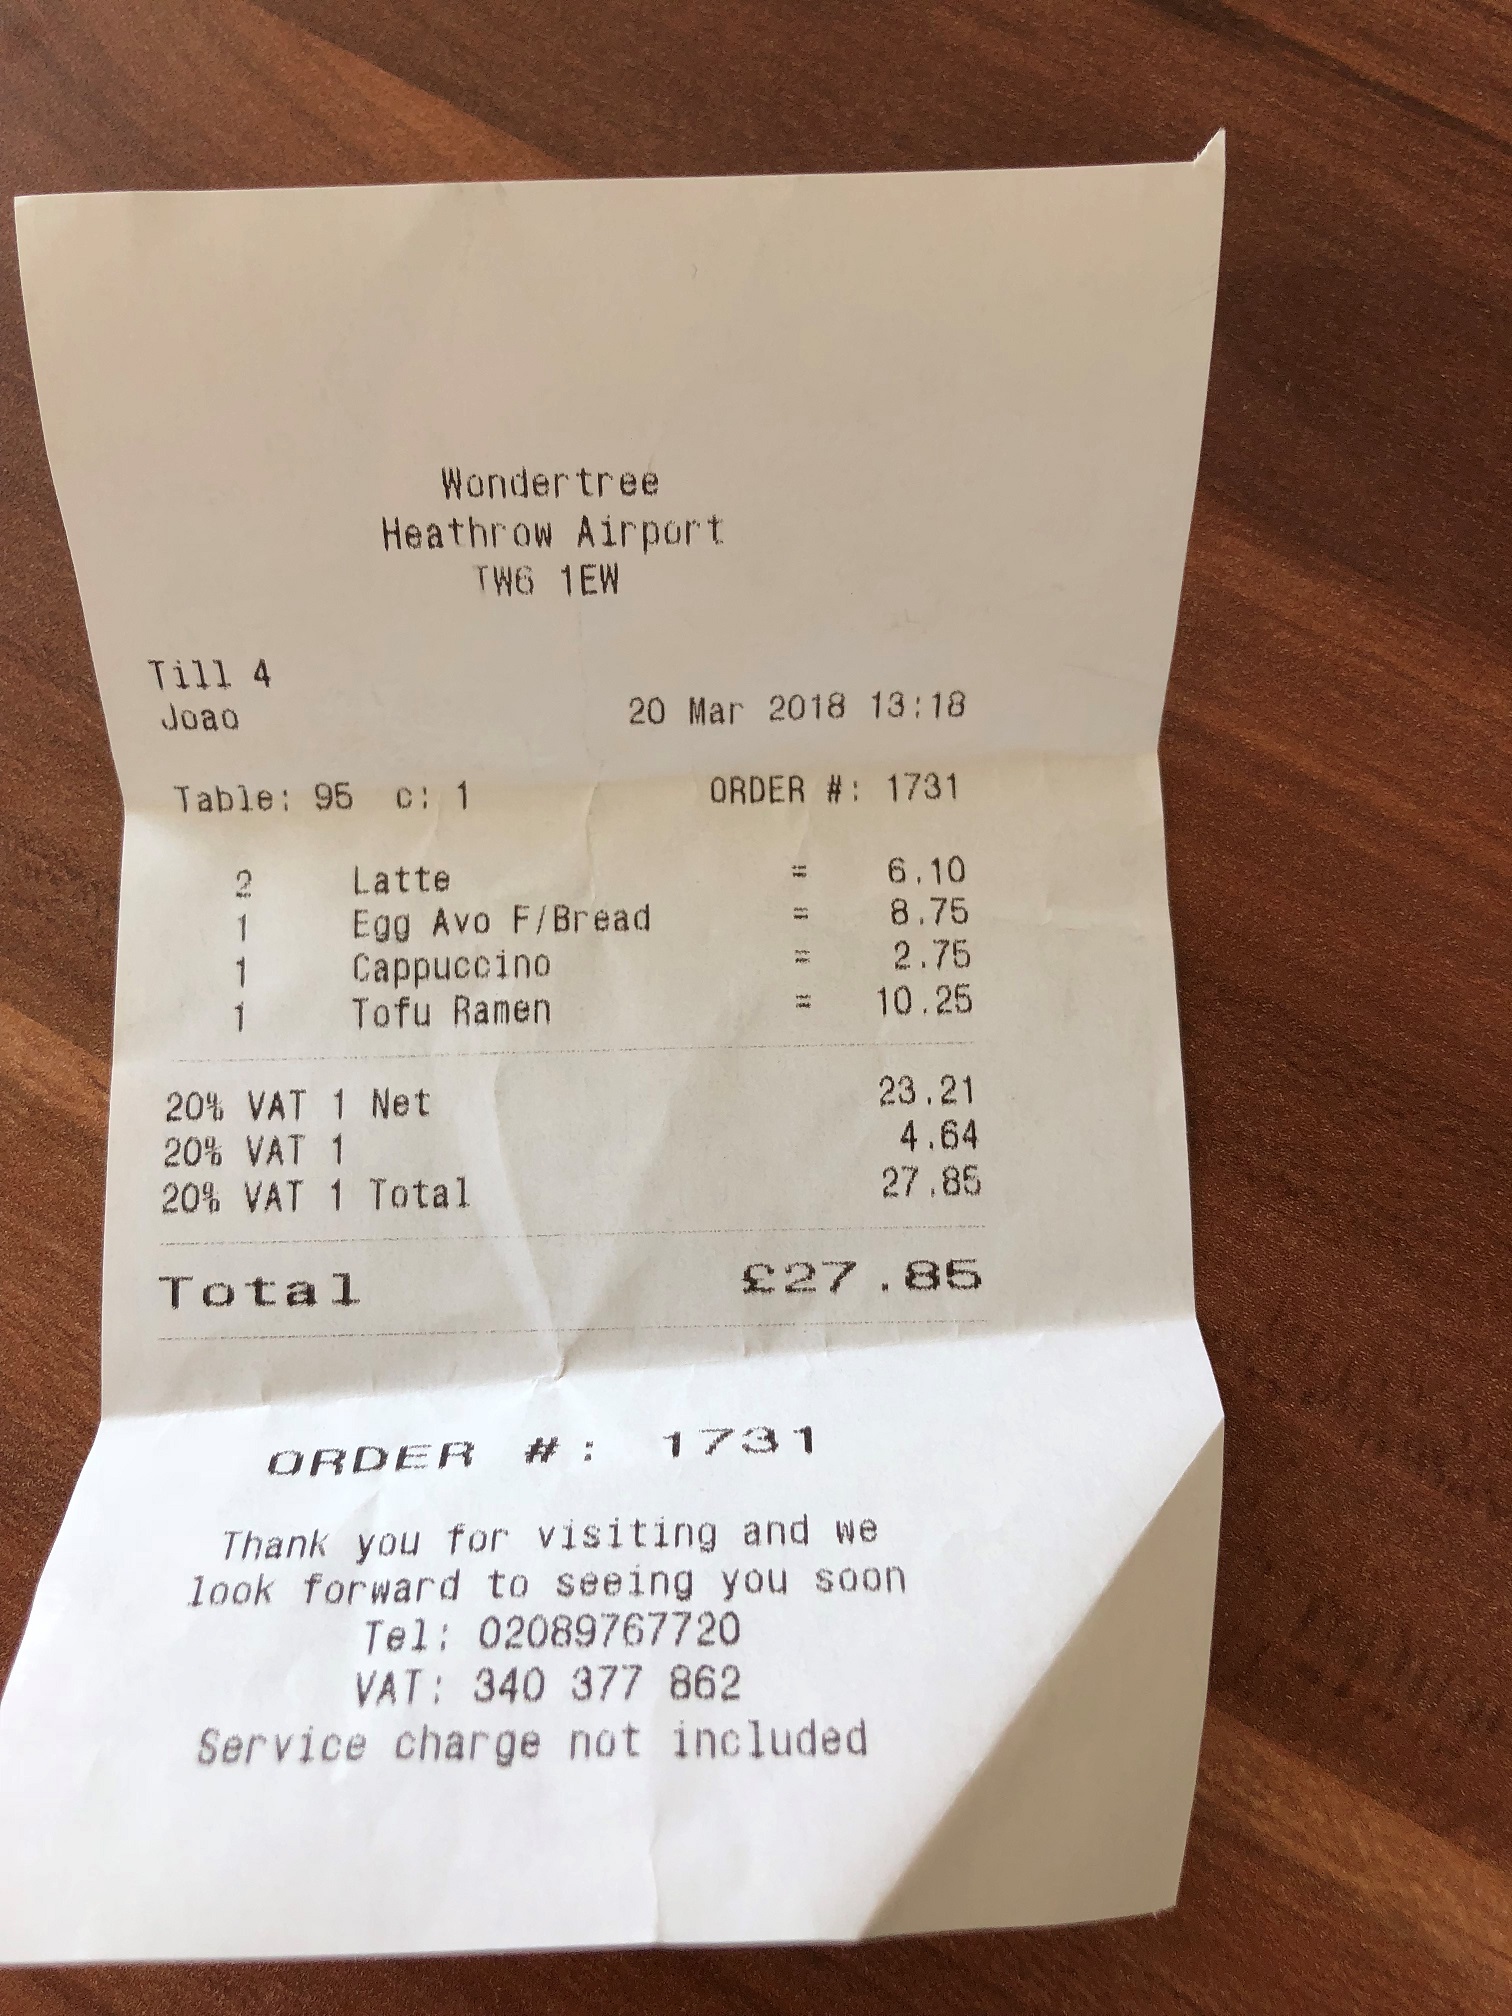 Wondertree
Heathrow Airport
TW6 1EW
Till 4
Joao 20 Mar 2018 13:18
Table: 95 c: 1 ORDER #: 1731
2 Latte = 6.10
1 Egg Avo F/Bread = 8.75
1 Cappuccino = 2.75
1 Tofu Ramen = 10.25
20% VAT 1 Net 23.21
20% VAT 1 4.64
20% VAT 1 Total 27.85
Total £27.85
ORDER #: 1731
Thank you for visiting and we
look forward to seeing you soon
Tel: 02089767720
VAT: 340 377 862
Service charge not included